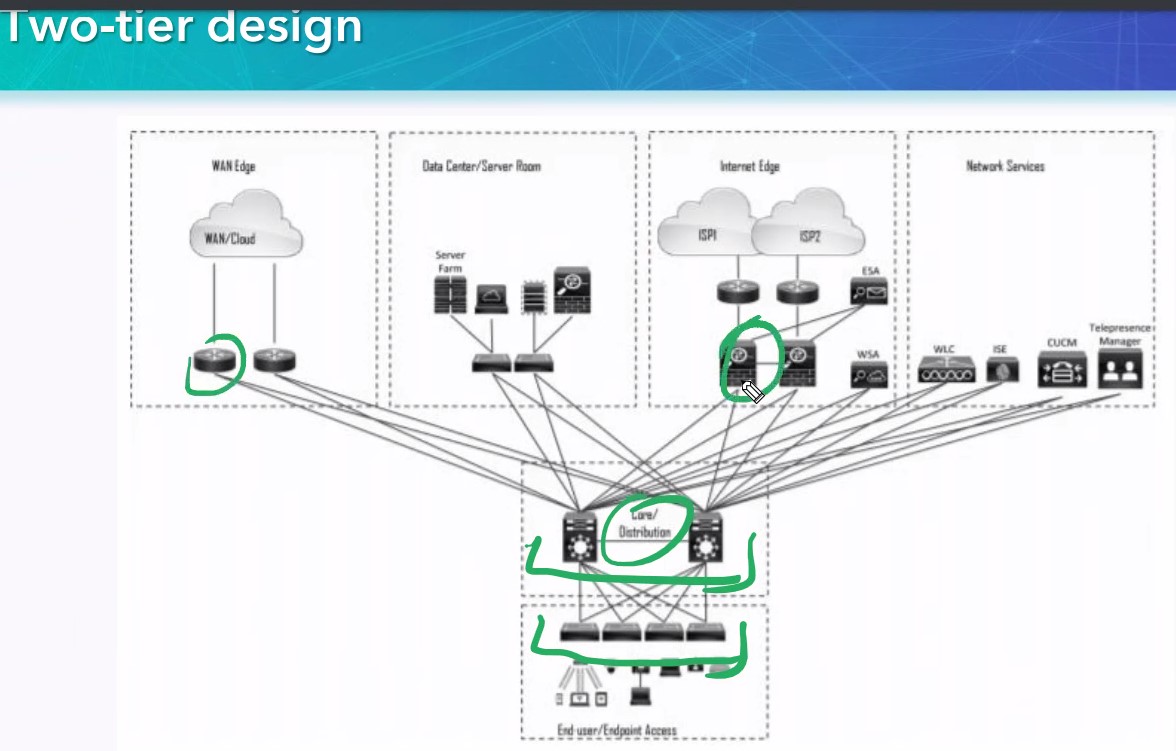 Two-tier design
WAN Edge
WAN/Cloud
Data Center/Server Room
Server
Farm
Internet Edge
ISP1
ISP2
ESA
WSA
Network Services
WLC
ISE
CUCM
Telepresence
Manager
Core/
Distribution
End-user/Endpoint Access